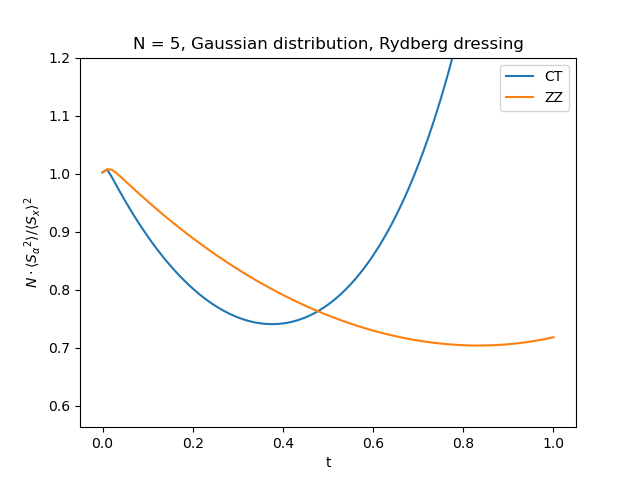 N = 5, Gaussian distribution, Rydberg dressing
CT
ZZ
N · ⟨S_α²⟩/⟨S_x⟩²
1.2
1.1
1.0
0.9
0.8
0.7
0.6
0.0 0.2 0.4 0.6 0.8 1.0
t